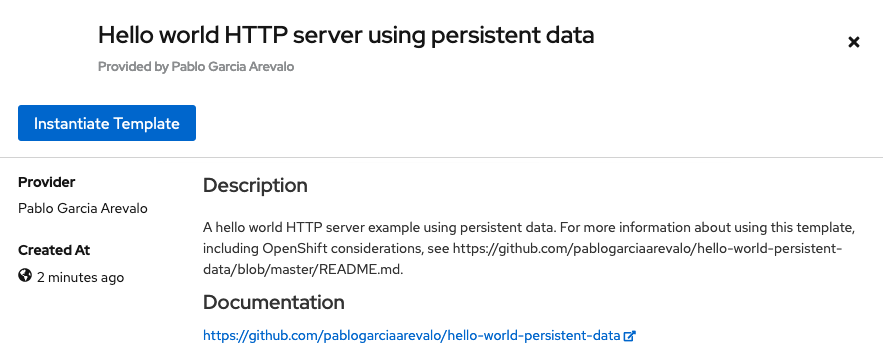 Hello world HTTP server using persistent data
Provided by Pablo Garcia Arevalo
Instantiate Template
Provider
Pablo Garcia Arevalo
Created At
2 minutes ago
Description
A hello world HTTP server example using persistent data. For more information about using this template,
including OpenShift considerations, see https://github.com/pablogarciaarevalo/hello-world-persistent-
data/blob/master/README.md.
Documentation
https://github.com/pablogarciaarevalo/hello-world-persistent-data